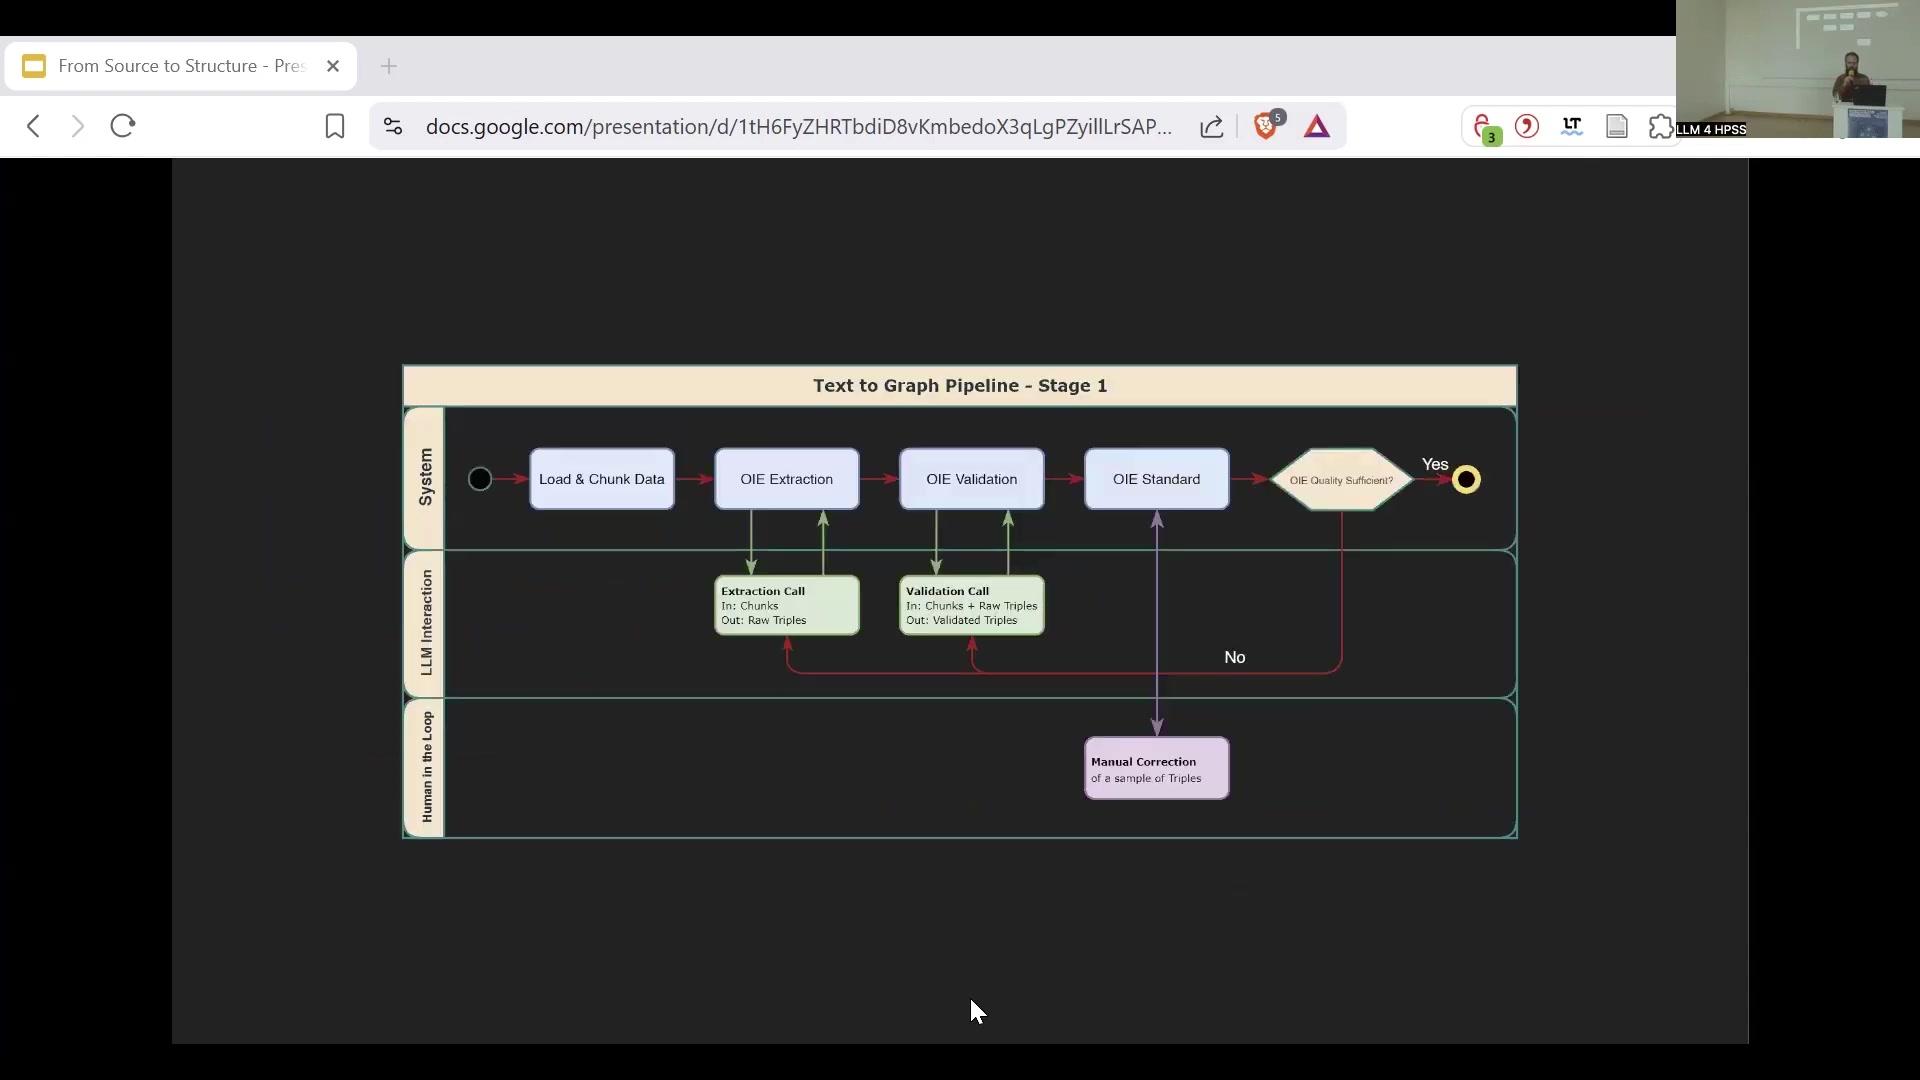 From Source to Structure - Pres
docs.google.com/presentation/d/1tH6FyZHRTbdiD8vKmbedoX3qLgPZyillLrSAP...
5
3
LT
LLM 4 HPSS
Text to Graph Pipeline - Stage 1
System
Load & Chunk Data
OIE Extraction
OIE Validation
OIE Standard
OIE Quality Sufficient?
Yes
LLM Interaction
Extraction Call
In: Chunks
Out: Raw Triples
Validation Call
In: Chunks + Raw Triples
Out: Validated Triples
No
Human in the Loop
Manual Correction
of a sample of Triples